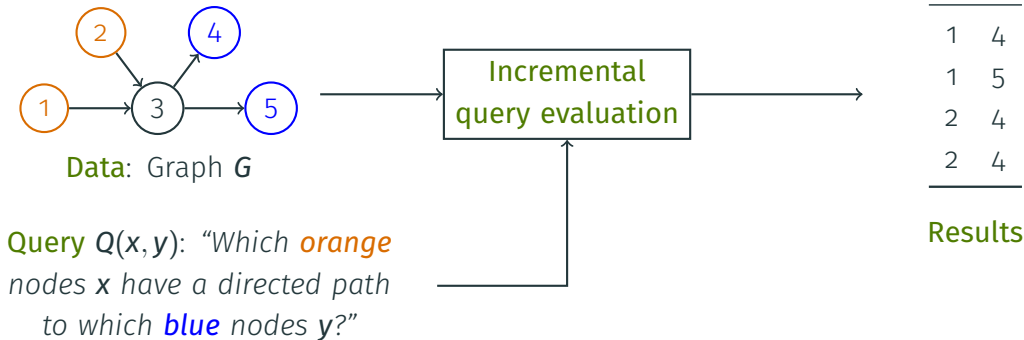 2
4
1
3
5
Data: Graph G
Query Q(x, y): “Which orange
nodes x have a directed path
to which blue nodes y?”
Incremental
query evaluation
1 4
1 5
2 4
2 4
Results